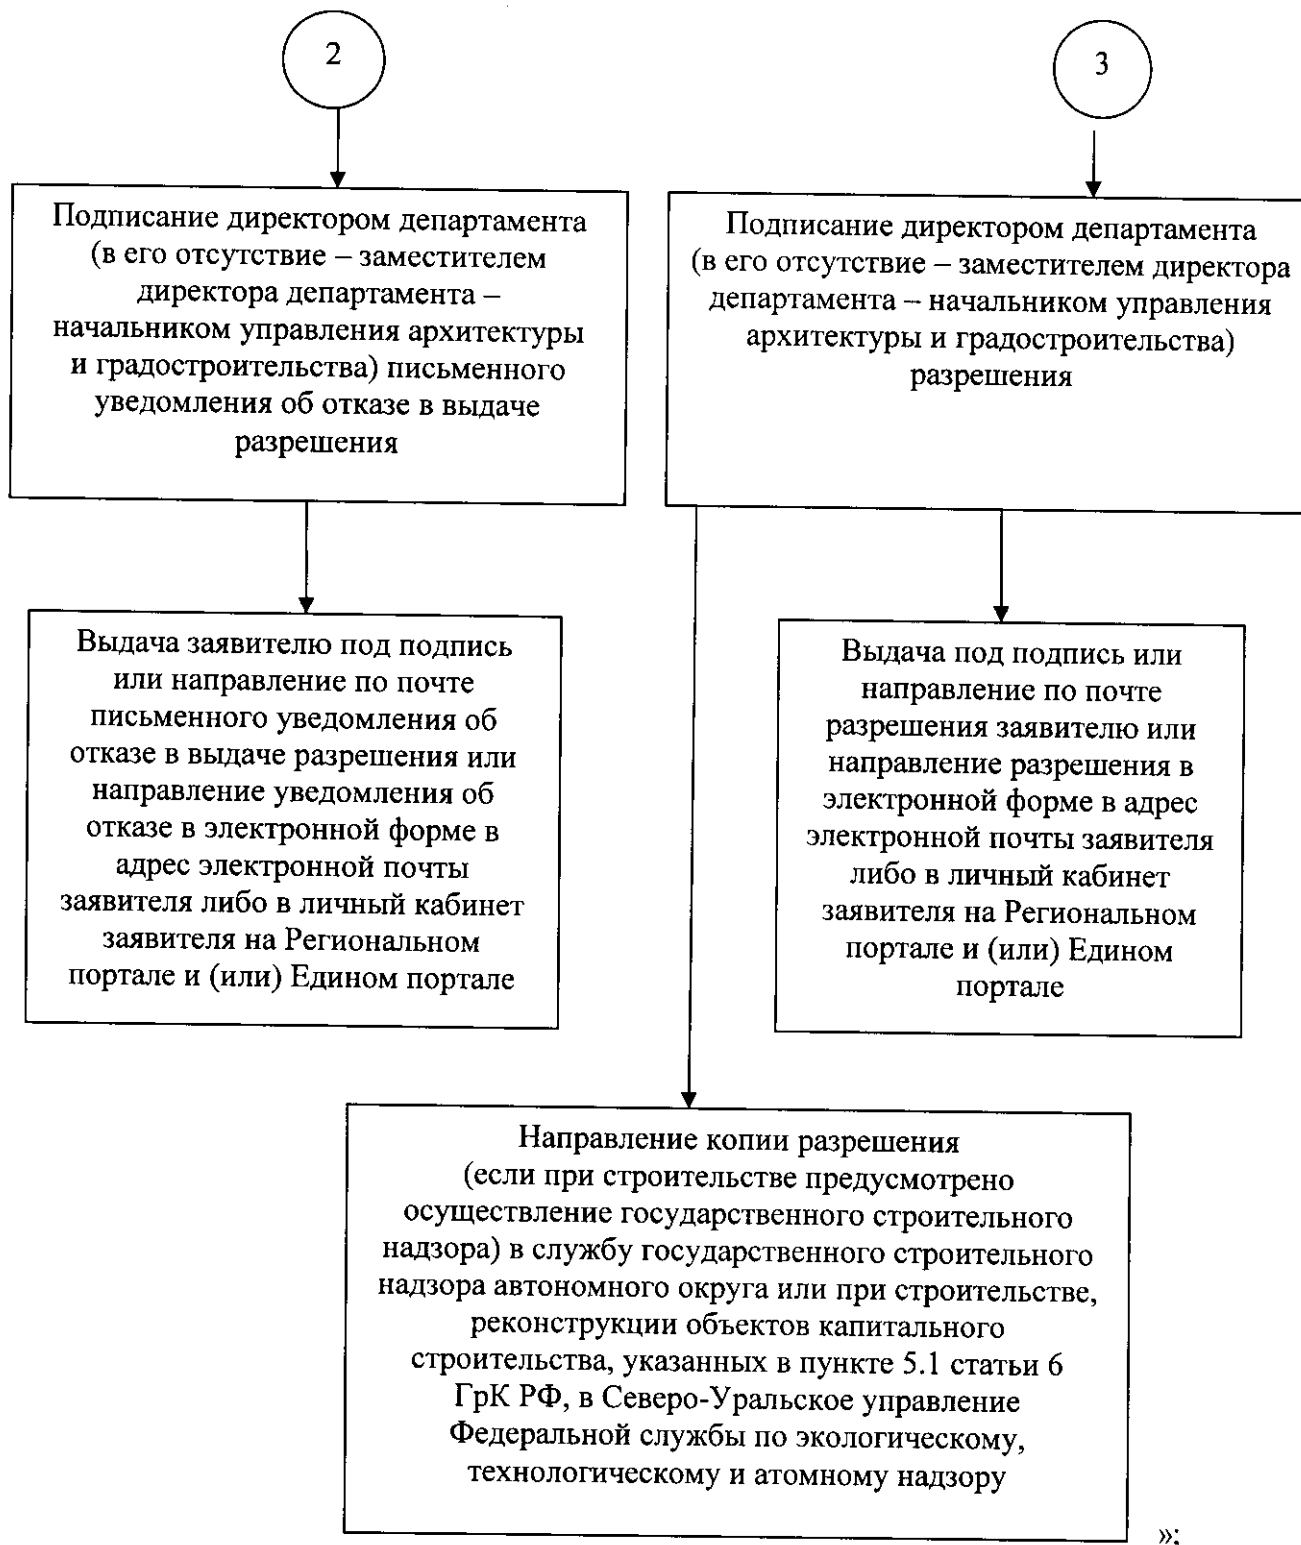 2
3
Подписание директором департамента
(в его отсутствие – заместителем
директора департамента –
начальником управления архитектуры
и градостроительства) письменного
уведомления об отказе в выдаче
разрешения
Подписание директором департамента
(в его отсутствие – заместителем директора
департамента – начальником управления
архитектуры и градостроительства)
разрешения
Выдача заявителю под подпись
или направление по почте
письменного уведомления об
отказе в выдаче разрешения или
направление уведомления об
отказе в электронной форме в
адрес электронной почты
заявителя либо в личный кабинет
заявителя на Региональном
портале и (или) Едином портале
Выдача под подпись или
направление по почте
разрешения заявителю или
направление разрешения в
электронной форме в адрес
электронной почты заявителя
либо в личный кабинет
заявителя на Региональном
портале и (или) Едином
портале
Направление копии разрешения
(если при строительстве предусмотрено
осуществление государственного строительного
надзора) в службу государственного строительного
надзора автономного округа или при строительстве,
реконструкции объектов капитального
строительства, указанных в пункте 5.1 статьи 6
ГрК РФ, в Северо-Уральское управление
Федеральной службы по экологическому,
технологическому и атомному надзору
»;